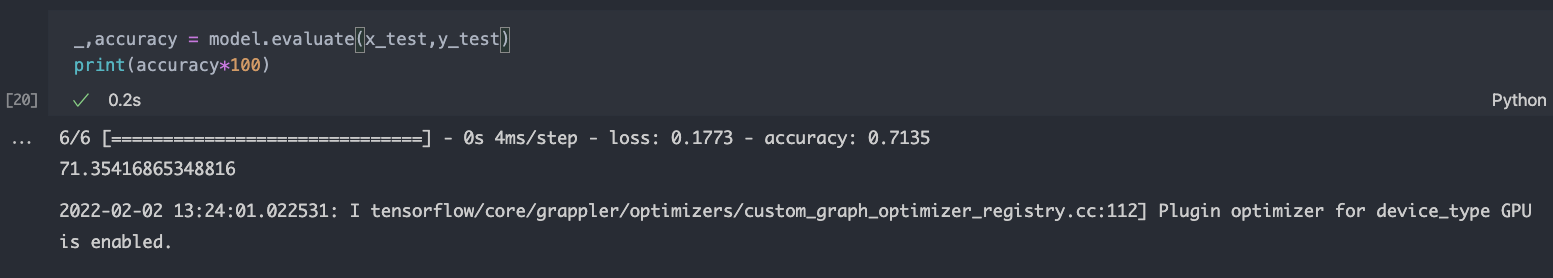 _,accuracy = model.evaluate(x_test,y_test)
print(accuracy*100)
[20]
0.2s
Python
...
6/6 [==============================] - 0s 4ms/step - loss: 0.1773 - accuracy: 0.7135
71.35416865348816
2022-02-02 13:24:01.022531: I tensorflow/core/grappler/optimizers/custom_graph_optimizer_registry.cc:112] Plugin optimizer for device_type GPU
is enabled.